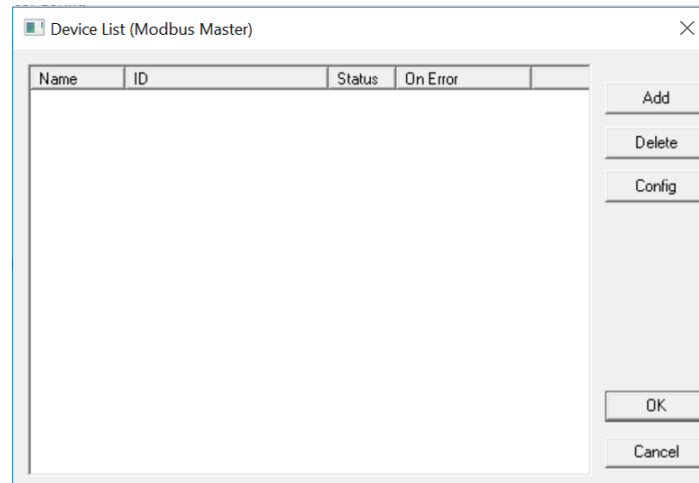 Device List (Modbus Master)
Name ID Status On Error
Add
Delete
Config
OK
Cancel